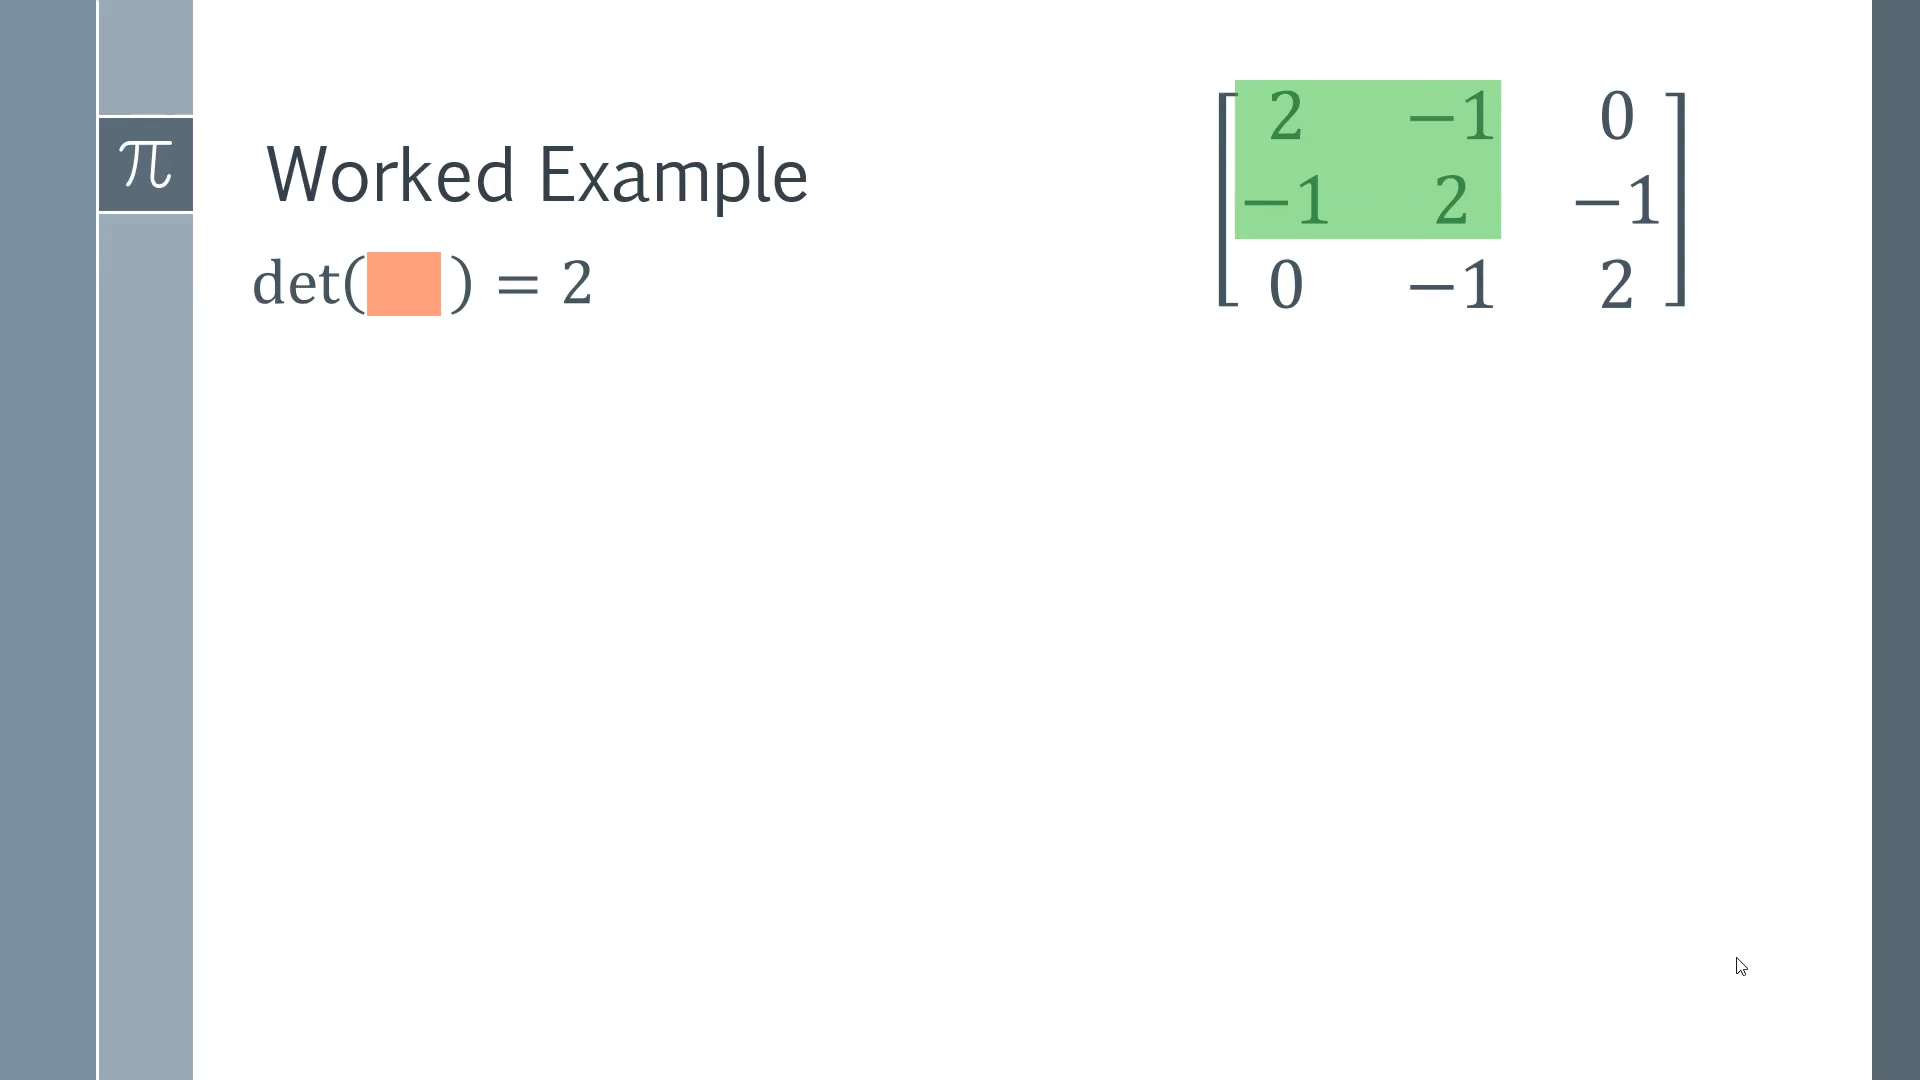 π
Worked Example
det( ) = 2
2 −1 0
−1 2 −1
0 −1 2